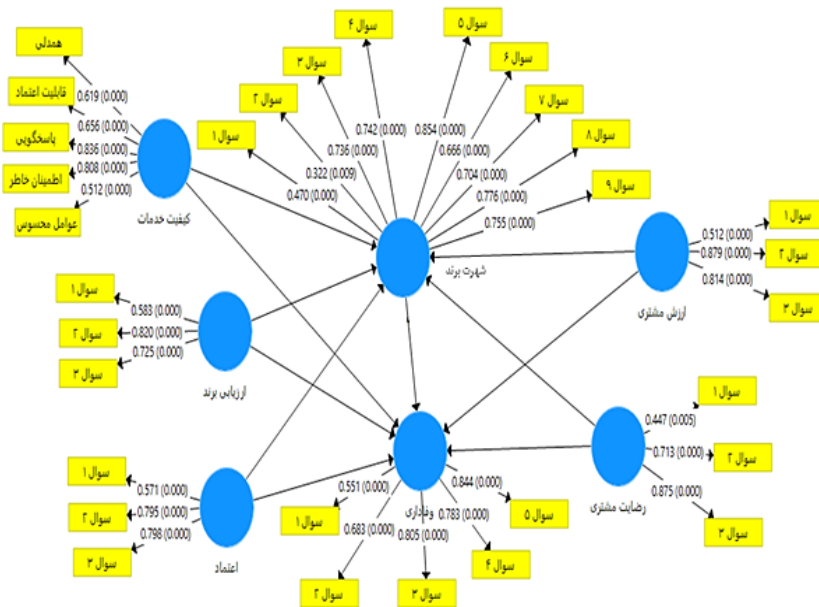 سوال ۴
سوال ۵
سوال ۳
سوال ۶
سوال ۲
سوال ۷
سوال ۱
سوال ۸
سوال ۹
0.742 (0.000)
0.854 (0.000)
0.736 (0.000)
0.666 (0.000)
0.322 (0.009)
0.704 (0.000)
0.470 (0.000)
0.776 (0.000)
0.755 (0.000)
شهرت برند
همدلی
قابلیت اعتماد
پاسخگویی
اطمینان خاطر
عوامل محسوس
0.619 (0.000)
0.656 (0.000)
0.836 (0.000)
0.808 (0.000)
0.512 (0.000)
کیفیت خدمات
سوال ۱
سوال ۲
سوال ۳
0.512 (0.000)
0.879 (0.000)
0.814 (0.000)
ارزش مشتری
سوال ۱
سوال ۲
سوال ۳
0.583 (0.000)
0.820 (0.000)
0.725 (0.000)
ارزیابی برند
سوال ۱
سوال ۲
سوال ۳
0.447 (0.005)
0.713 (0.000)
0.875 (0.000)
رضایت مشتری
سوال ۱
سوال ۲
سوال ۳
0.571 (0.000)
0.795 (0.000)
0.798 (0.000)
اعتماد
وفاداری
0.551 (0.000)
0.683 (0.000)
0.805 (0.000)
0.783 (0.000)
0.844 (0.000)
سوال ۱
سوال ۲
سوال ۳
سوال ۴
سوال ۵